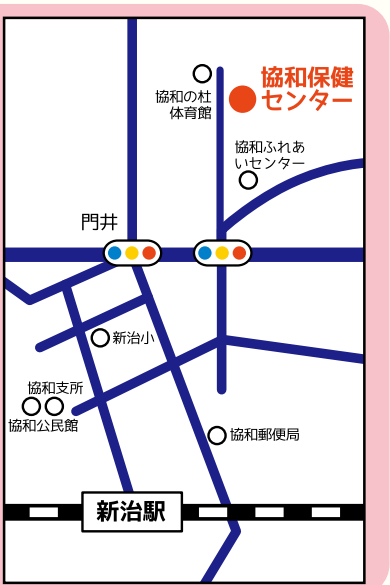 協和保健
センター
協和の杜
体育館
協和ふれあ
いセンター
門井
新治小
協和支所
協和公民館
協和郵便局
新治駅